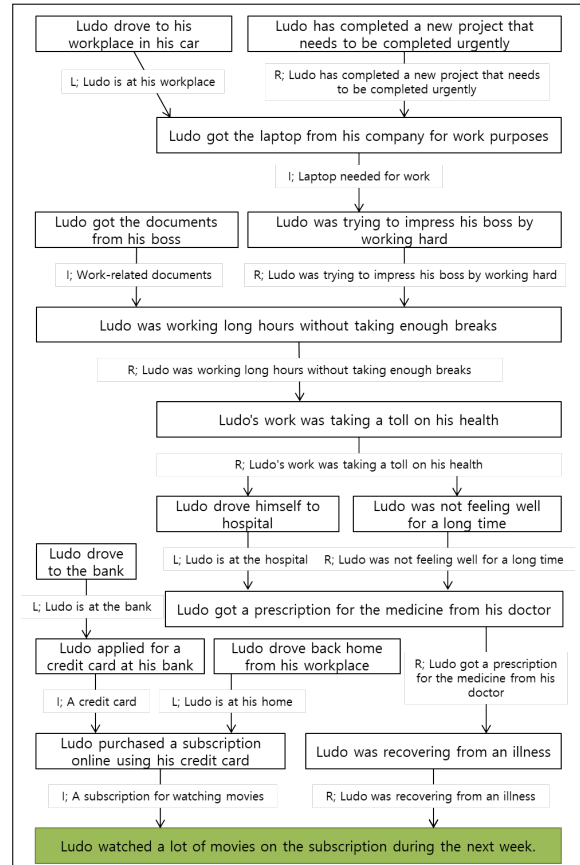 Ludo drove to his
workplace in his car
Ludo has completed a new project that
needs to be completed urgently
L; Ludo is at his workplace
R; Ludo has completed a new project that needs
to be completed urgently
Ludo got the laptop from his company for work purposes
I; Laptop needed for work
Ludo got the documents
from his boss
Ludo was trying to impress his boss by
working hard
I; Work-related documents
R; Ludo was trying to impress his boss by working hard
Ludo was working long hours without taking enough breaks
R; Ludo was working long hours without taking enough breaks
Ludo's work was taking a toll on his health
R; Ludo's work was taking a toll on his health
Ludo drove himself to
hospital
Ludo was not feeling well
for a long time
Ludo drove
to the bank
L; Ludo is at the hospital
R; Ludo was not feeling well for a long time
L; Ludo is at the bank
Ludo got a prescription for the medicine from his doctor
Ludo applied for a
credit card at his bank
Ludo drove back home
from his workplace
R; Ludo got a prescription
for the medicine from his
doctor
I; A credit card
L; Ludo is at his home
Ludo purchased a subscription
online using his credit card
Ludo was recovering from an illness
I; A subscription for watching movies
R; Ludo was recovering from an illness
Ludo watched a lot of movies on the subscription during the next week.